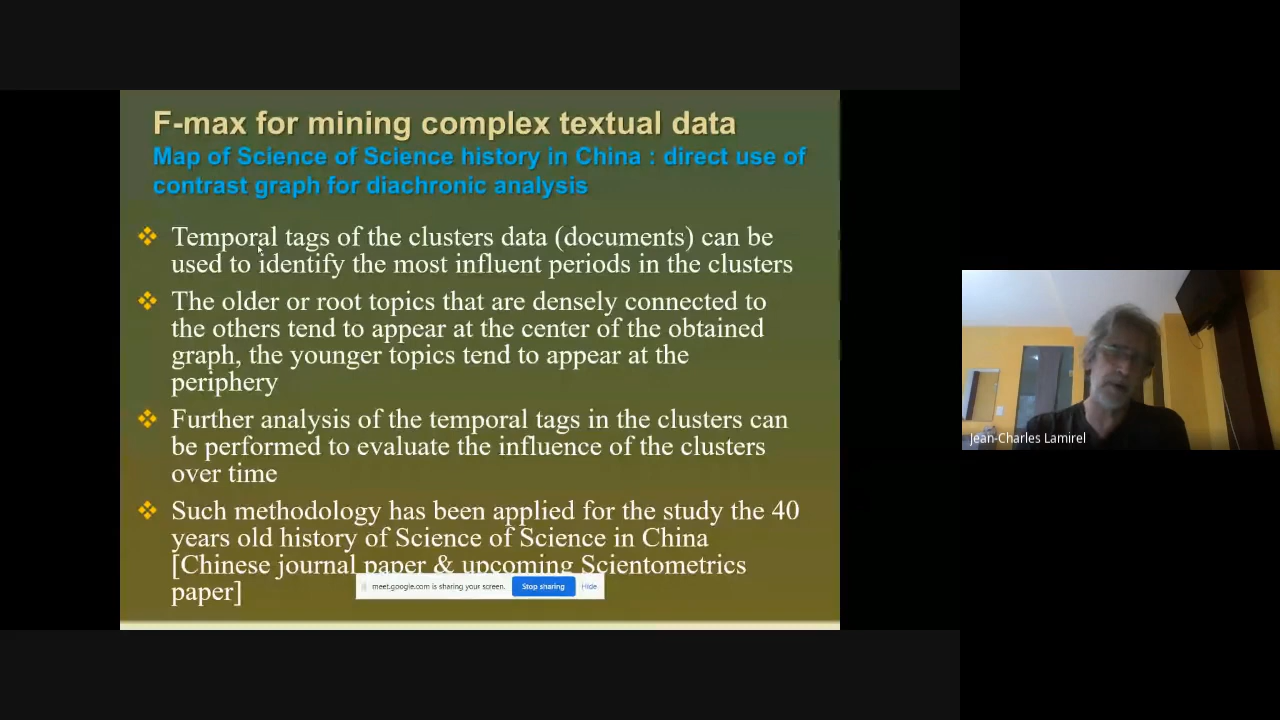 F-max for mining complex textual data
Map of Science of Science history in China : direct use of
contrast graph for diachronic analysis
Temporal tags of the clusters data (documents) can be
used to identify the most influent periods in the clusters
The older or root topics that are densely connected to
the others tend to appear at the center of the obtained
graph, the younger topics tend to appear at the
periphery
Further analysis of the temporal tags in the clusters can
be performed to evaluate the influence of the clusters
over time
Such methodology has been applied for the study the 40
years old history of Science of Science in China
[Chinese journal paper & upcoming Scientometrics
paper]
meet.google.com is sharing your screen.
Stop sharing
Hide
Jean-Charles Lamirel